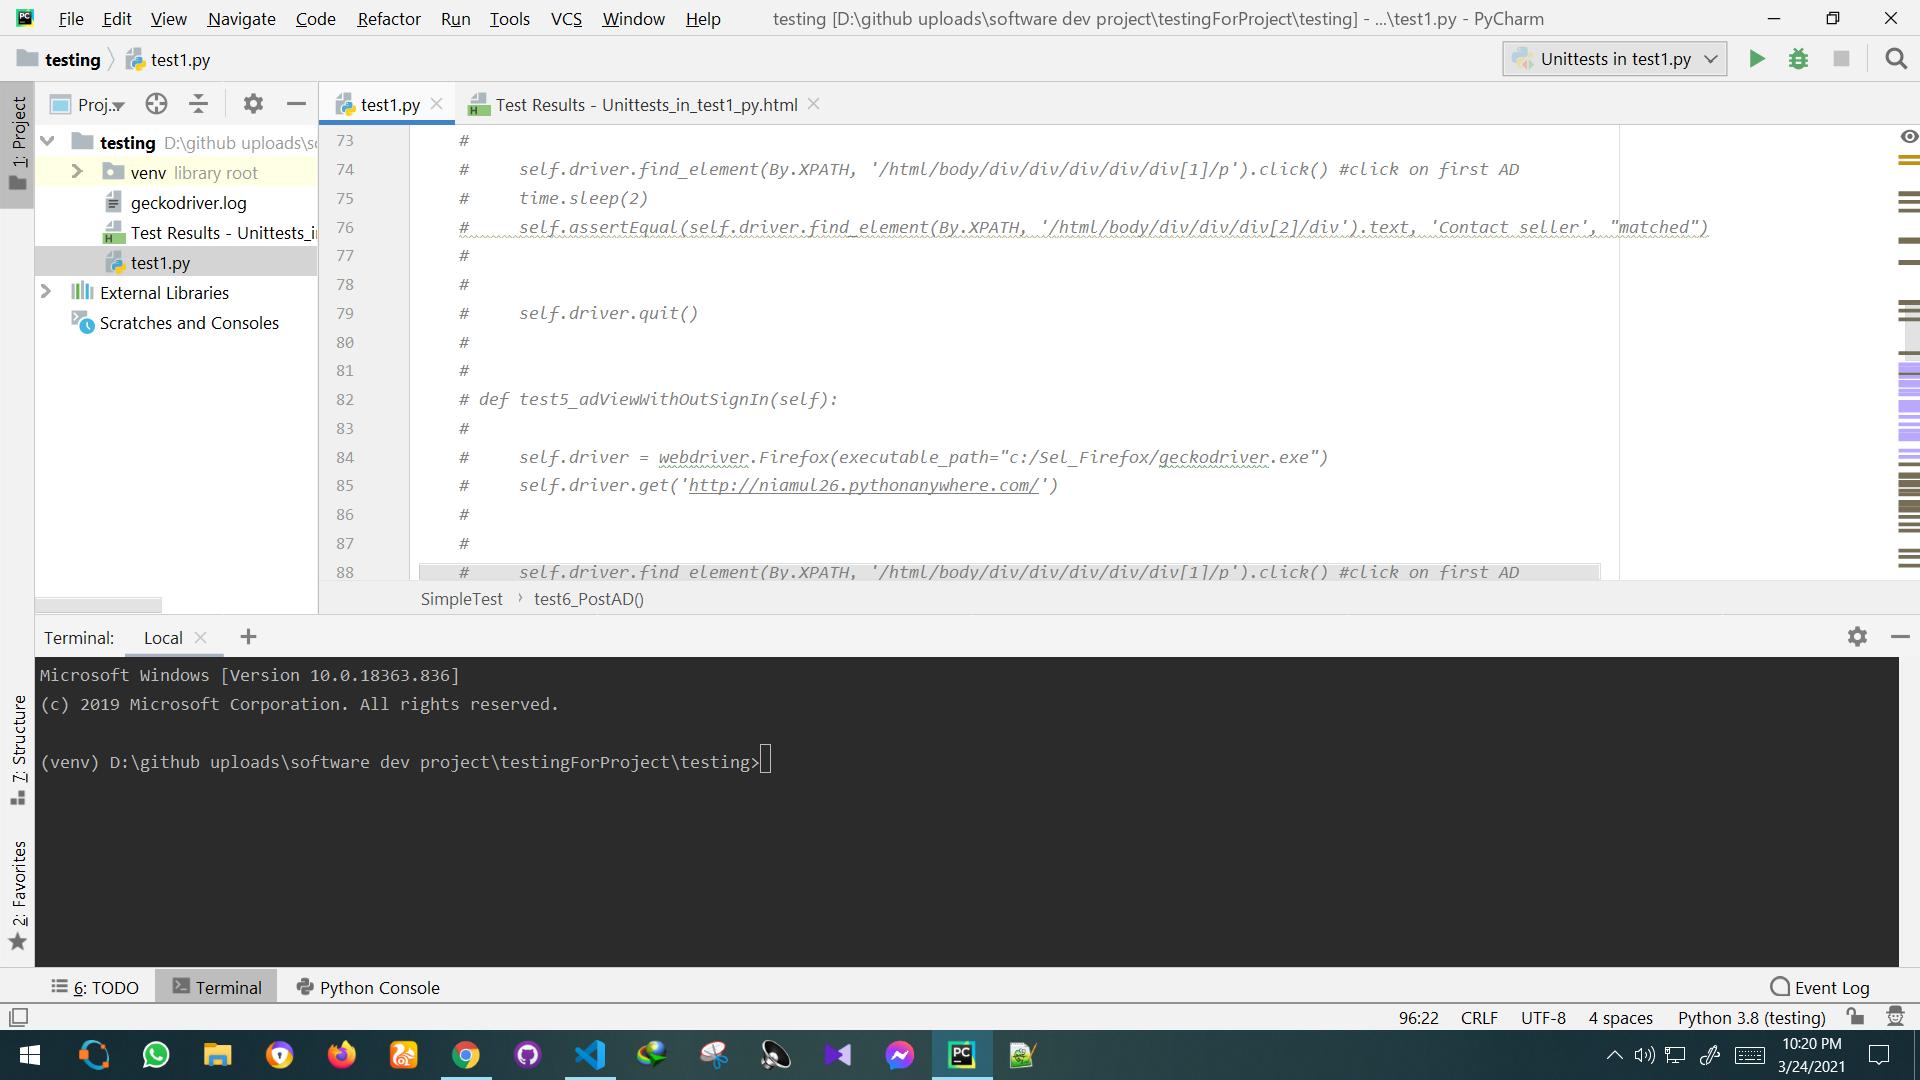 File Edit View Navigate Code Refactor Run Tools VCS Window Help testing [D:\github uploads\software dev project\testingForProject\testing] - ...\test1.py - PyCharm
testing test1.py Unittests in test1.py
1: Project
Proj..
test1.py Test Results - Unittests_in_test1_py.html
testing D:\github uploads\s
venv library root
geckodriver.log
Test Results - Unittests_i
test1.py
External Libraries
Scratches and Consoles
73 #
74 # self.driver.find_element(By.XPATH, '/html/body/div/div/div/div/div[1]/p').click() #click on first AD
75 # time.sleep(2)
76 # self.assertEqual(self.driver.find_element(By.XPATH, '/html/body/div/div/div[2]/div').text, 'Contact seller', "matched")
77 #
78 #
79 # self.driver.quit()
80 #
81 #
82 # def test5_adViewWithOutSignIn(self):
83 #
84 # self.driver = webdriver.Firefox(executable_path="c:/Sel_Firefox/geckodriver.exe")
85 # self.driver.get('http://niamul26.pythonanywhere.com/')
86 #
87 #
88 # self.driver.find_element(By.XPATH, '/html/body/div/div/div/div/div[1]/p').click() #click on first AD
SimpleTest › test6_PostAD()
Terminal: Local
Microsoft Windows [Version 10.0.18363.836]
(c) 2019 Microsoft Corporation. All rights reserved.
(venv) D:\github uploads\software dev project\testingForProject\testing>
7: Structure
2: Favorites
6: TODO Terminal Python Console Event Log
96:22 CRLF UTF-8 4 spaces Python 3.8 (testing)
10:20 PM
3/24/2021